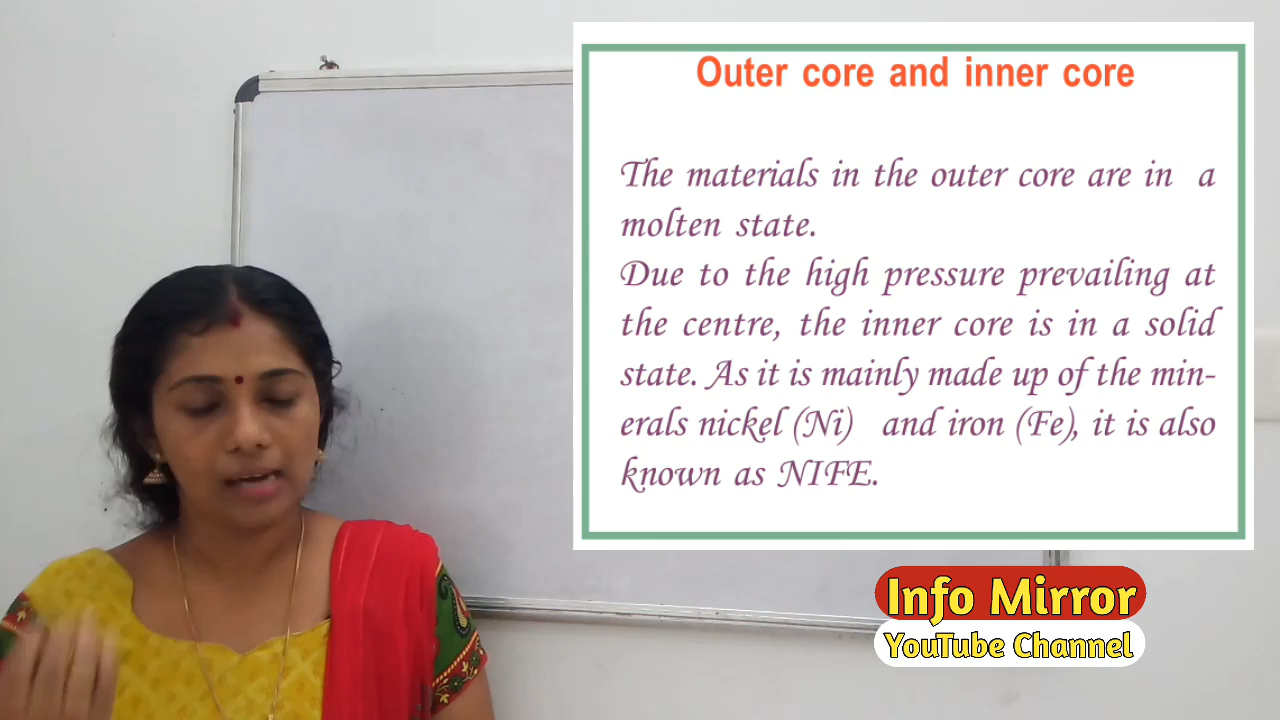 Outer core and inner core
The materials in the outer core are in a
molten state.
Due to the high pressure prevailing at
the centre, the inner core is in a solid
state. As it is mainly made up of the min-
erals nickel (Ni) and iron (Fe), it is also
known as NIFE.
Info Mirror
YouTube Channel